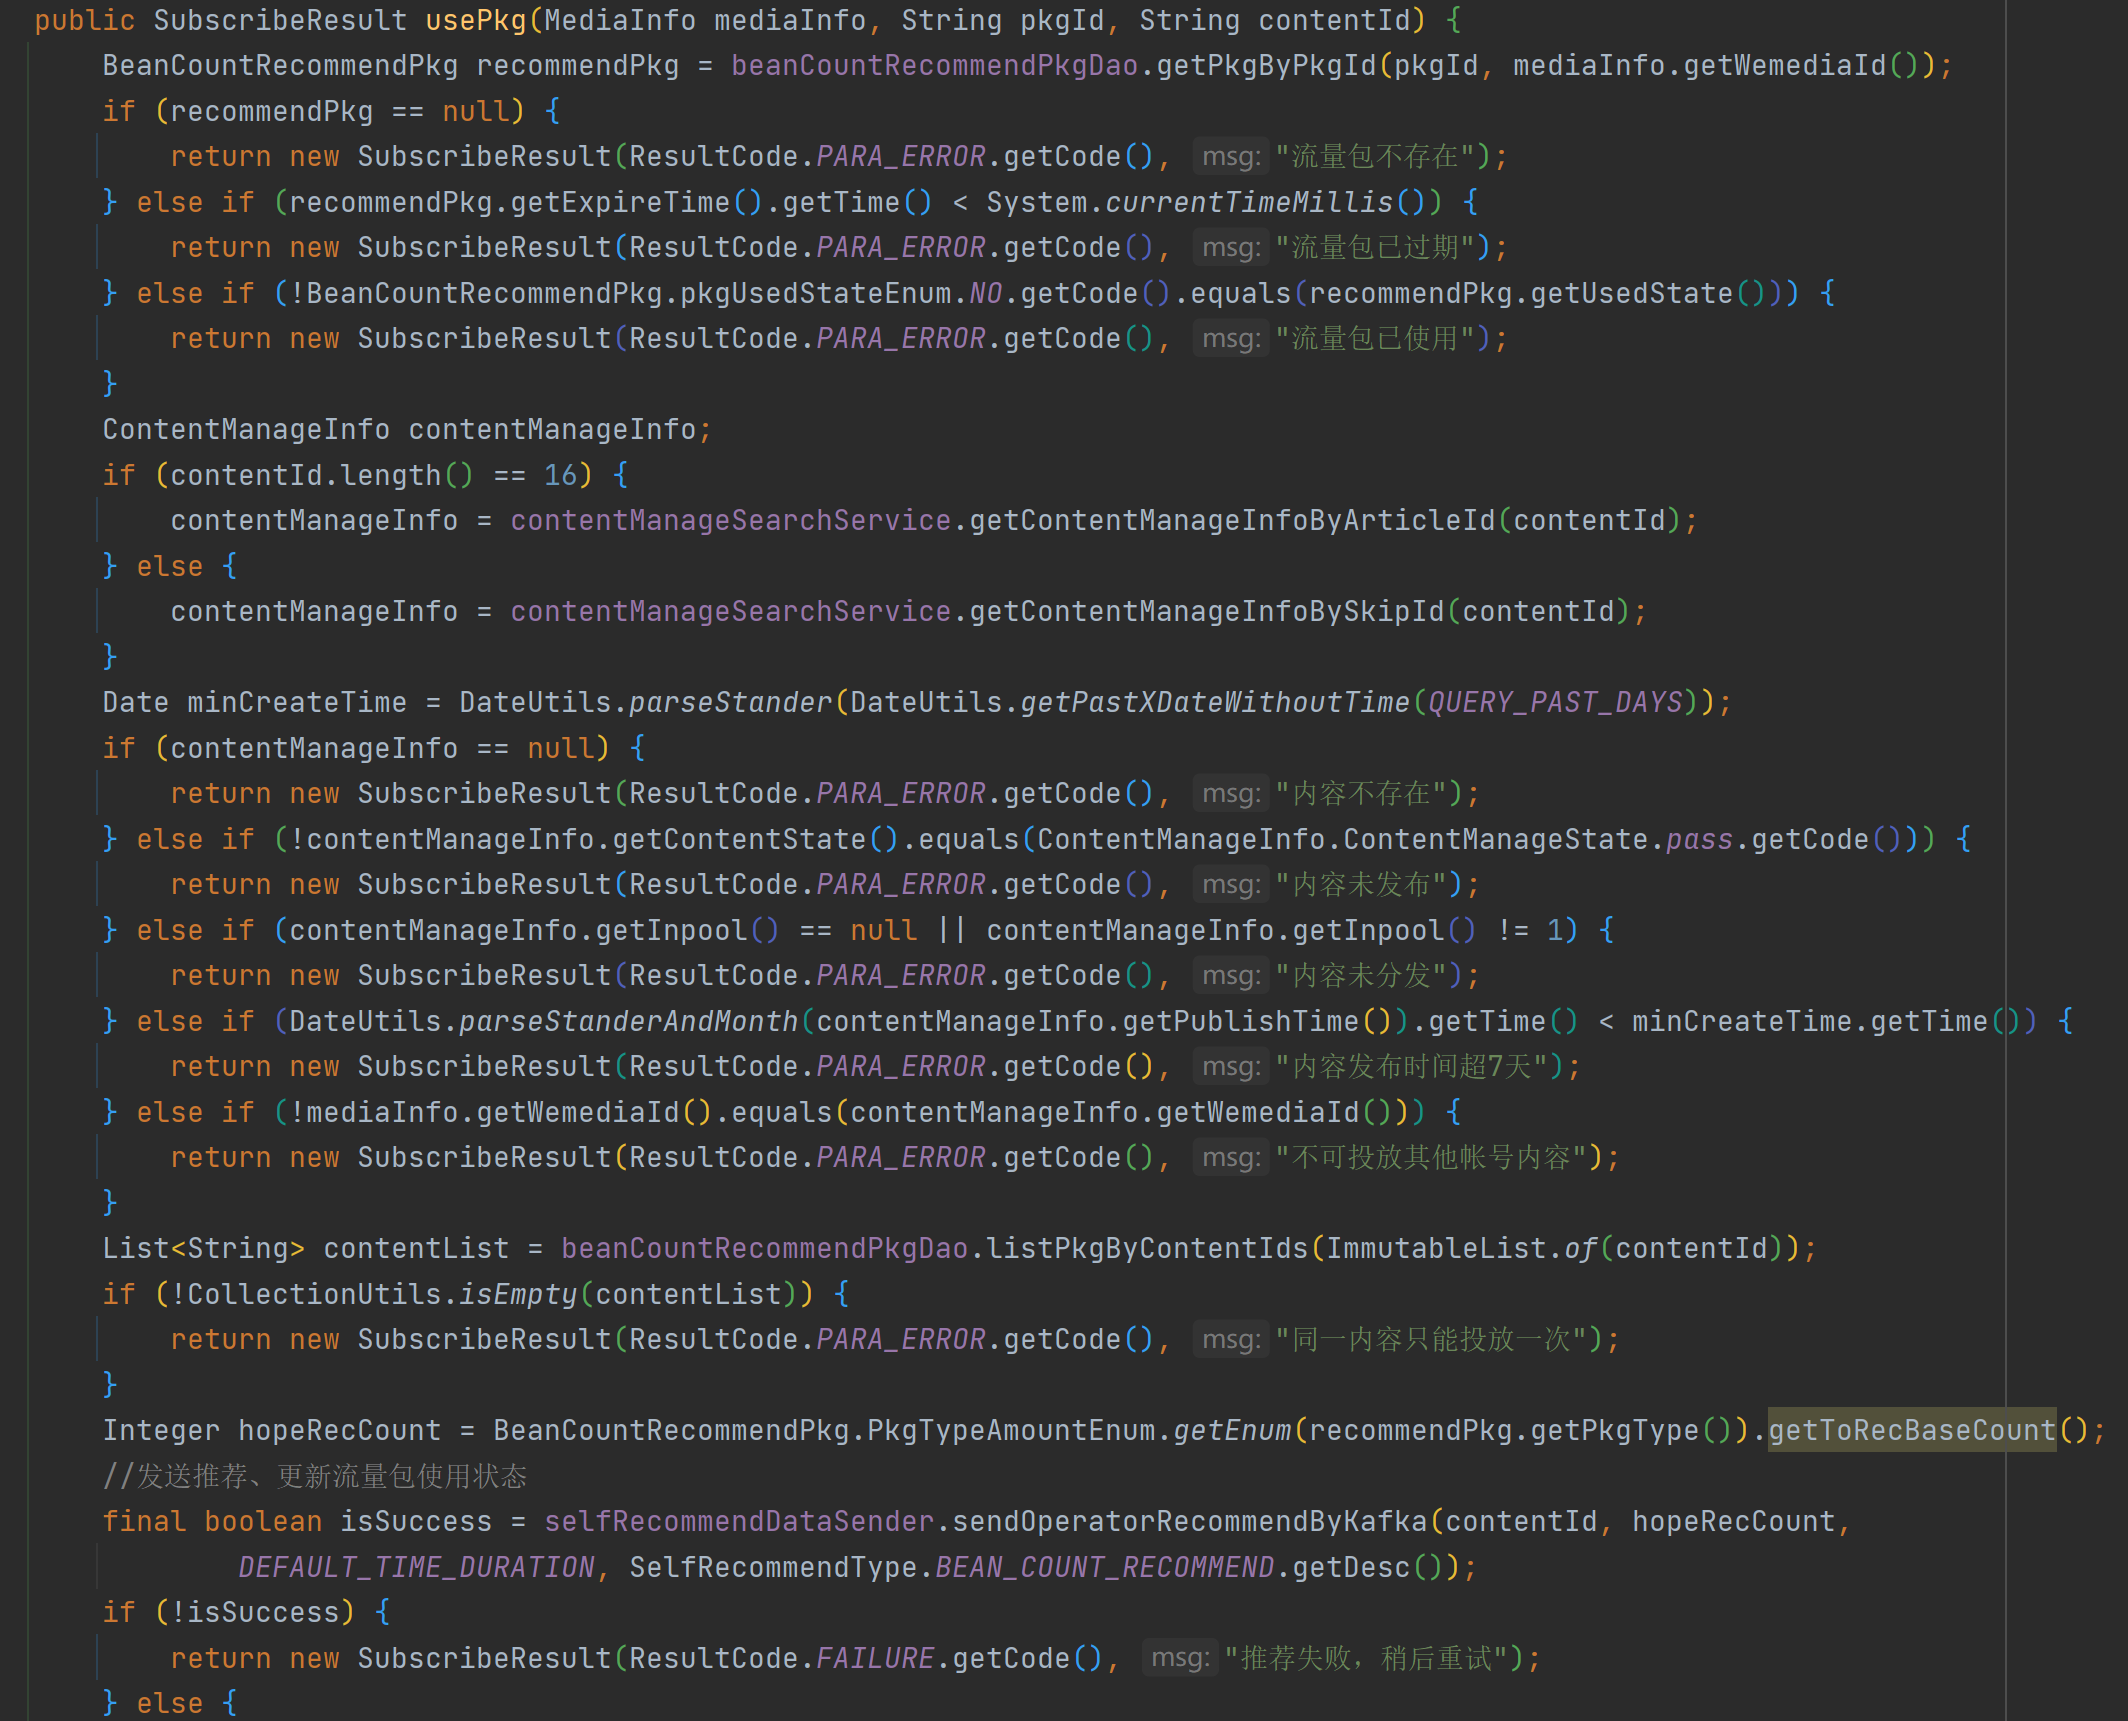 public SubscribeResult usePkg(MediaInfo mediaInfo, String pkgId, String contentId) {
BeanCountRecommendPkg recommendPkg = beanCountRecommendPkgDao.getPkgByPkgId(pkgId, mediaInfo.getWemediaId());
if (recommendPkg == null) {
return new SubscribeResult(ResultCode.PARA_ERROR.getCode(), msg: "流量包不存在");
} else if (recommendPkg.getExpireTime().getTime() < System.currentTimeMillis()) {
return new SubscribeResult(ResultCode.PARA_ERROR.getCode(), msg: "流量包已过期");
} else if (!BeanCountRecommendPkg.pkgUsedStateEnum.NO.getCode().equals(recommendPkg.getUsedState())) {
return new SubscribeResult(ResultCode.PARA_ERROR.getCode(), msg: "流量包已使用");
}
ContentManageInfo contentManageInfo;
if (contentId.length() == 16) {
contentManageInfo = contentManageSearchService.getContentManageInfoByArticleId(contentId);
} else {
contentManageInfo = contentManageSearchService.getContentManageInfoBySkipId(contentId);
}
Date minCreateTime = DateUtils.parseStander(DateUtils.getPastXDateWithoutTime(QUERY_PAST_DAYS));
if (contentManageInfo == null) {
return new SubscribeResult(ResultCode.PARA_ERROR.getCode(), msg: "内容不存在");
} else if (!contentManageInfo.getContentState().equals(ContentManageInfo.ContentManageState.pass.getCode())) {
return new SubscribeResult(ResultCode.PARA_ERROR.getCode(), msg: "内容未发布");
} else if (contentManageInfo.getInpool() == null || contentManageInfo.getInpool() != 1) {
return new SubscribeResult(ResultCode.PARA_ERROR.getCode(), msg: "内容未分发");
} else if (DateUtils.parseStanderAndMonth(contentManageInfo.getPublishTime()).getTime() < minCreateTime.getTime()) {
return new SubscribeResult(ResultCode.PARA_ERROR.getCode(), msg: "内容发布时间超7天");
} else if (!mediaInfo.getWemediaId().equals(contentManageInfo.getWemediaId())) {
return new SubscribeResult(ResultCode.PARA_ERROR.getCode(), msg: "不可投放其他帐号内容");
}
List<String> contentList = beanCountRecommendPkgDao.listPkgByContentIds(ImmutableList.of(contentId));
if (!CollectionUtils.isEmpty(contentList)) {
return new SubscribeResult(ResultCode.PARA_ERROR.getCode(), msg: "同一内容只能投放一次");
}
Integer hopeRecCount = BeanCountRecommendPkg.PkgTypeAmountEnum.getEnum(recommendPkg.getPkgType()).getToRecBaseCount();
//发送推荐、更新流量包使用状态
final boolean isSuccess = selfRecommendDataSender.sendOperatorRecommendByKafka(contentId, hopeRecCount,
DEFAULT_TIME_DURATION, SelfRecommendType.BEAN_COUNT_RECOMMEND.getDesc());
if (!isSuccess) {
return new SubscribeResult(ResultCode.FAILURE.getCode(), msg: "推荐失败，稍后重试");
} else {